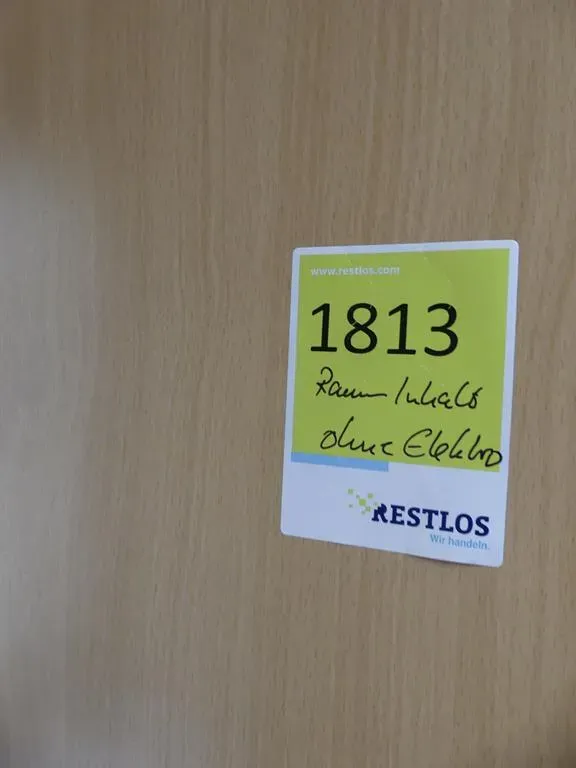 www.restlos.com
1813
Raum Inhalt
ohne Elektro
RESTLOS
Wir handeln.